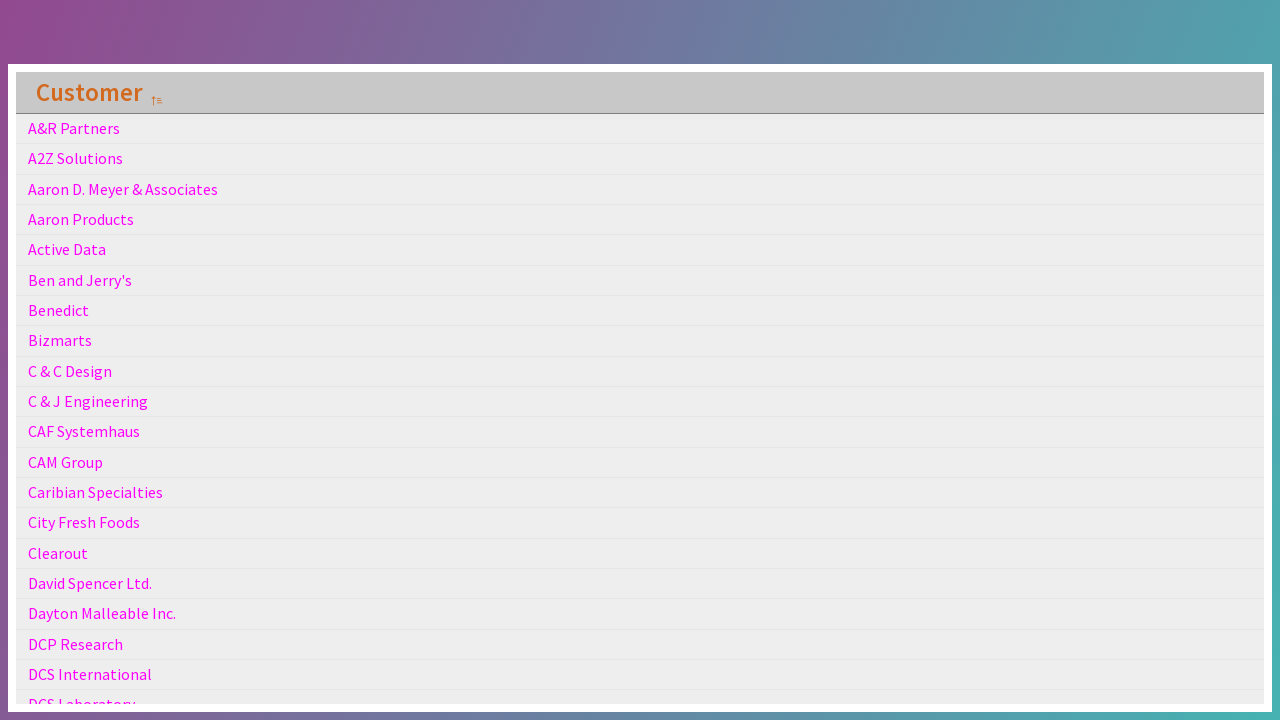 Customer
A&R Partners
A2Z Solutions
Aaron D. Meyer & Associates
Aaron Products
Active Data
Ben and Jerry's
Benedict
Bizmarts
C & C Design
C & J Engineering
CAF Systemhaus
CAM Group
Caribian Specialties
City Fresh Foods
Clearout
David Spencer Ltd.
Dayton Malleable Inc.
DCP Research
DCS International
DCS Laboratory